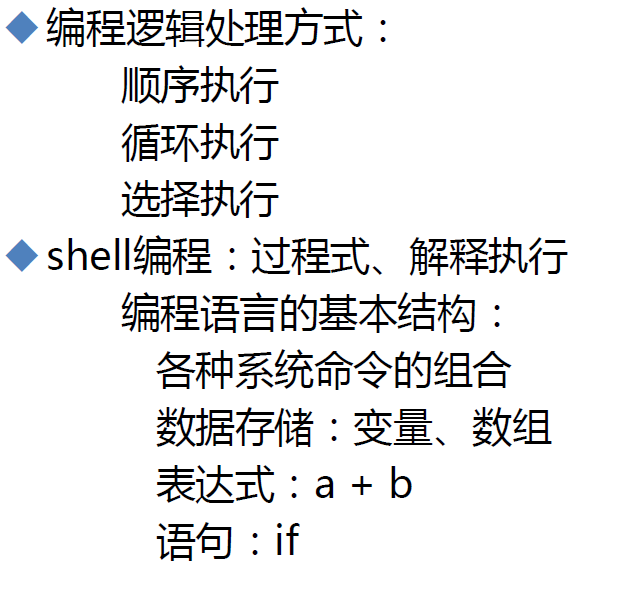 编程逻辑处理方式：
顺序执行
循环执行
选择执行
shell编程：过程式、解释执行
编程语言的基本结构：
各种系统命令的组合
数据存储：变量、数组
表达式：a + b
语句：if